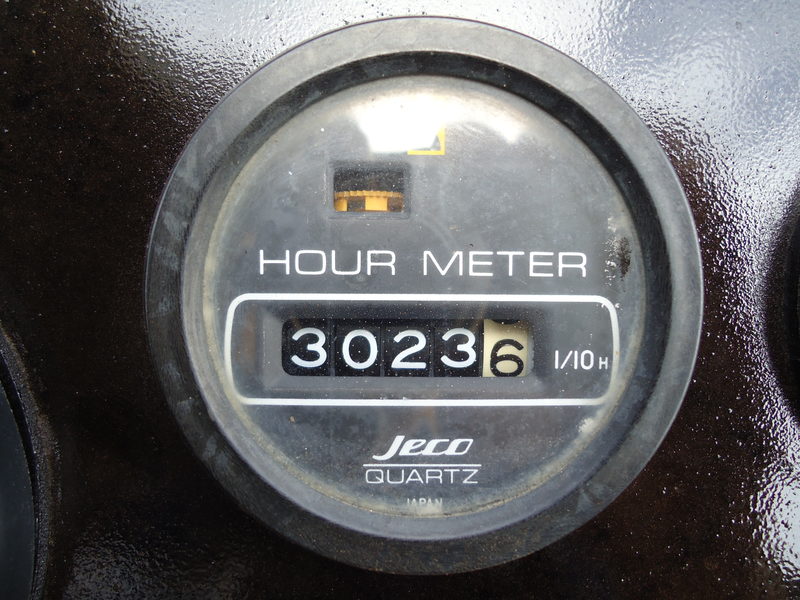 HOUR METER
30236 1/10 H
Jeco
QUARTZ
JAPAN